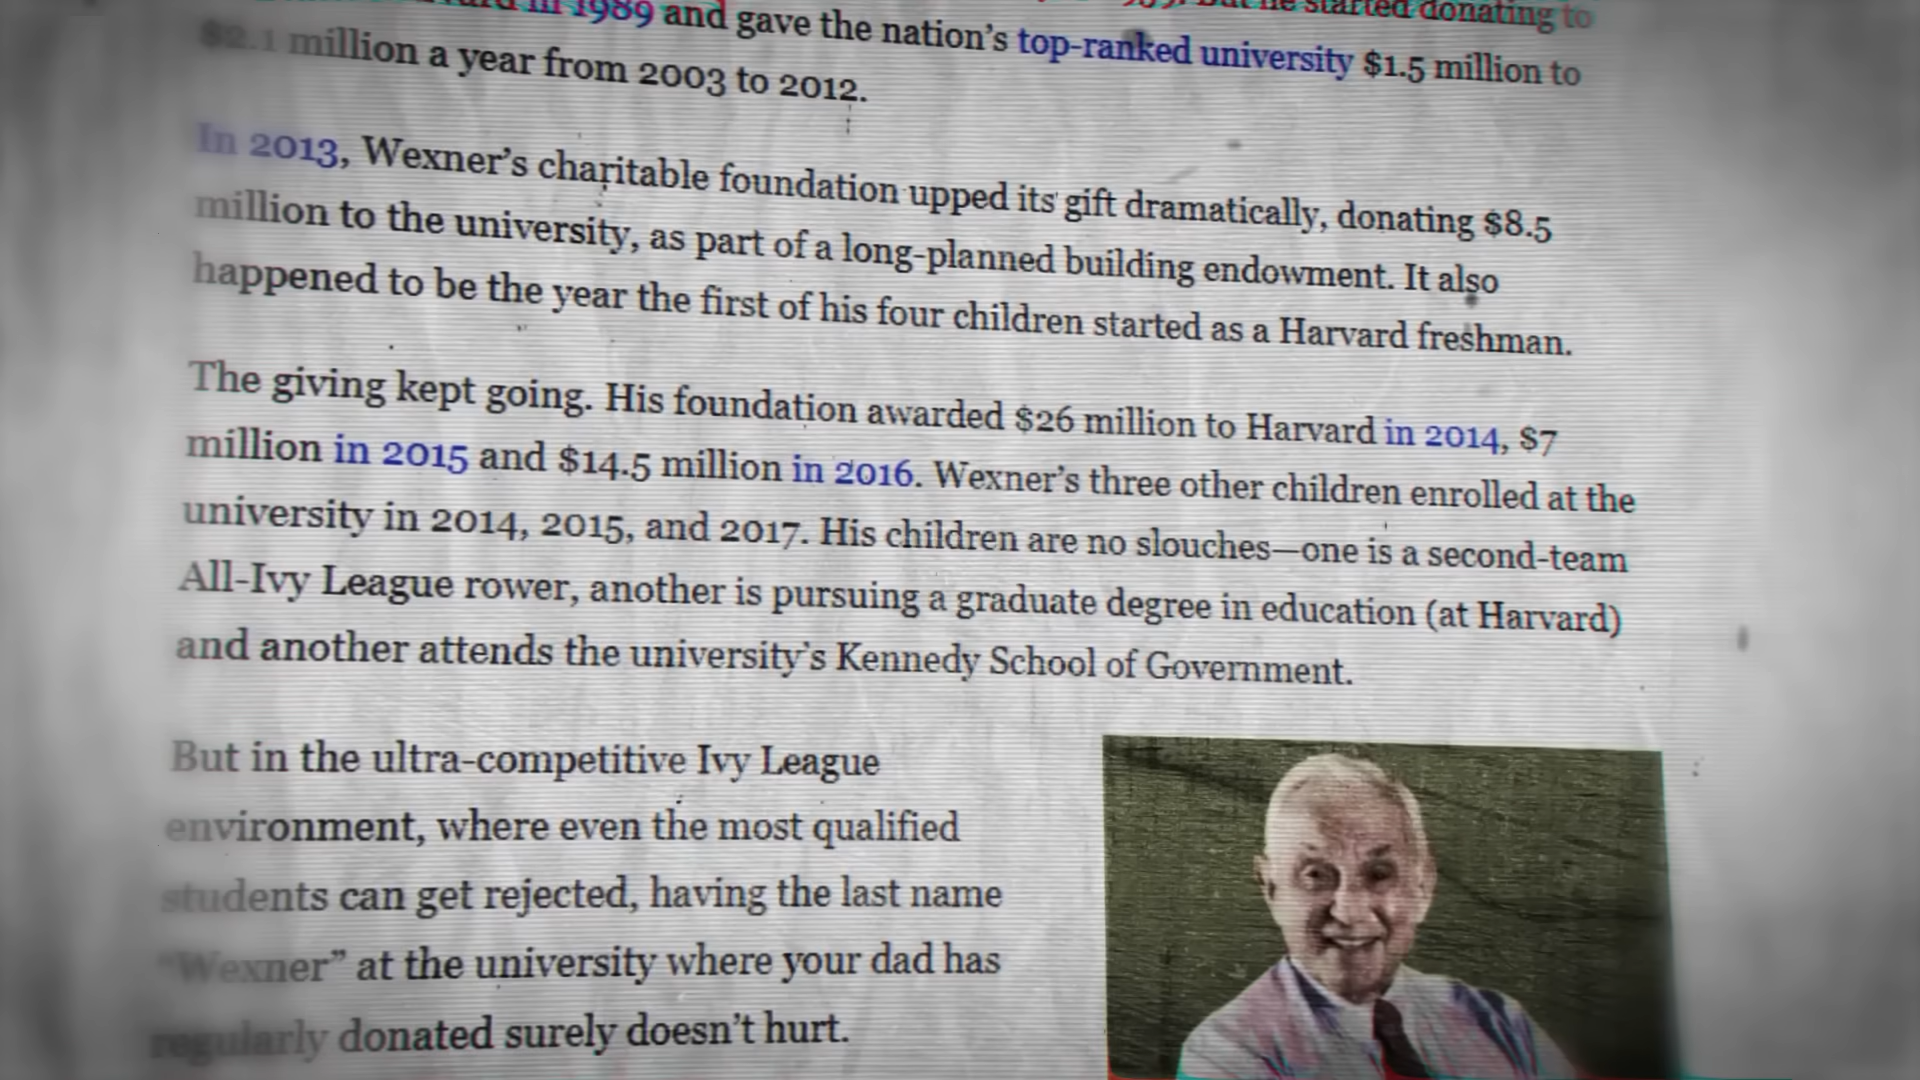 in 1989 and gave the nation's top-ranked university $1.5 million to
he started donating to
$2.1 million a year from 2003 to 2012.
In 2013, Wexner's charitable foundation upped its gift dramatically, donating $8.5
million to the university, as part of a long-planned building endowment. It also
happened to be the year the first of his four children started as a Harvard freshman.
The giving kept going. His foundation awarded $26 million to Harvard in 2014, $7
million in 2015 and $14.5 million in 2016. Wexner's three other children enrolled at the
university in 2014, 2015, and 2017. His children are no slouches—one is a second-team
All-Ivy League rower, another is pursuing a graduate degree in education (at Harvard)
and another attends the university's Kennedy School of Government.
But in the ultra-competitive Ivy League
environment, where even the most qualified
students can get rejected, having the last name
"Wexner" at the university where your dad has
regularly donated surely doesn't hurt.